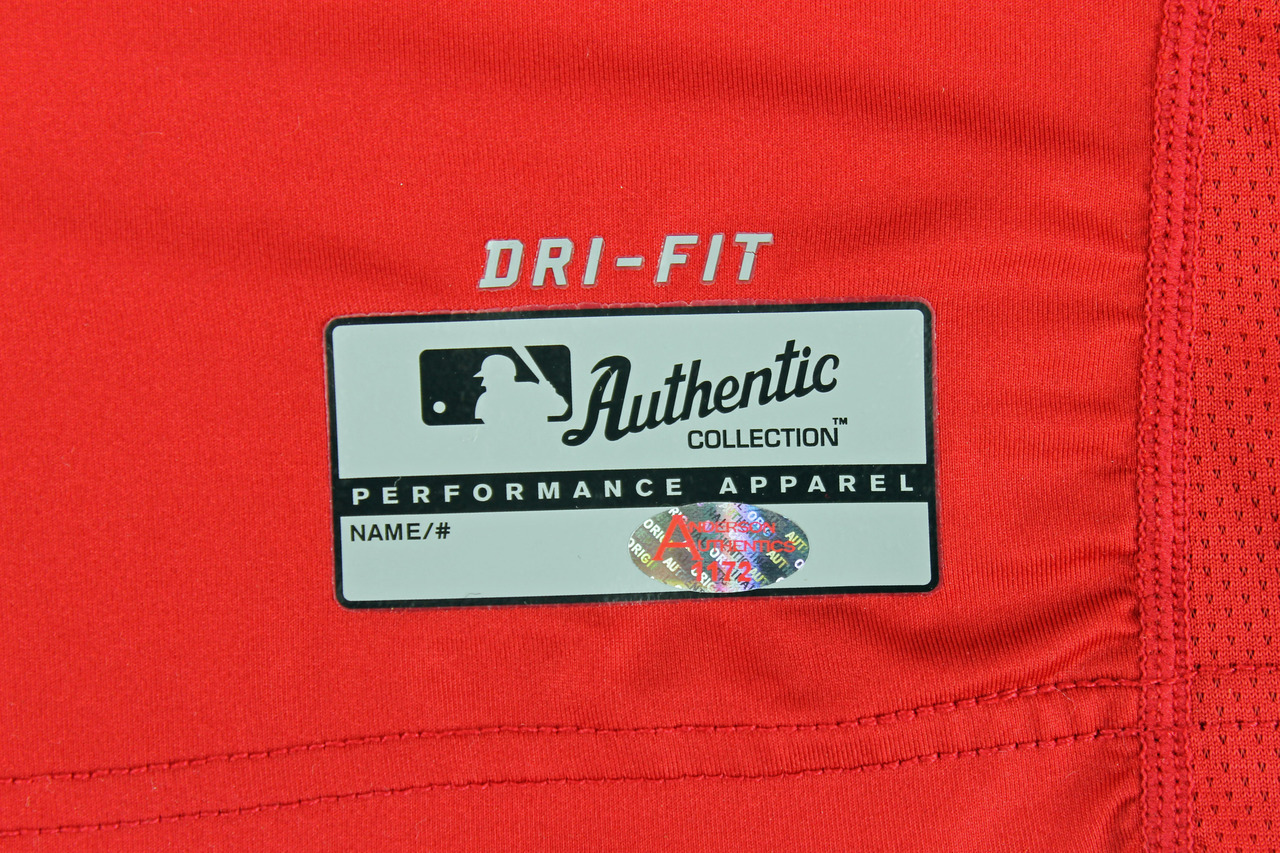 DRI-FIT
Authentic
COLLECTION™
PERFORMANCE APPAREL
NAME/#
ANDERSON
AUTHENTICS
1172